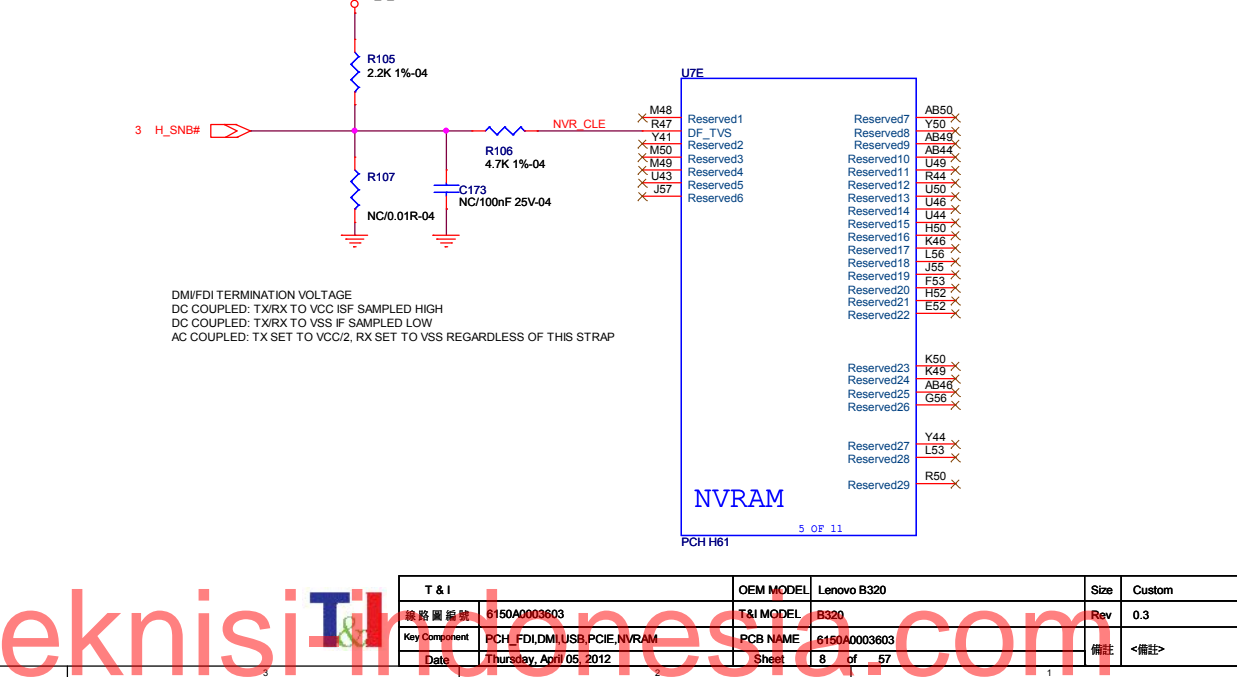 R105
2.2K 1%-04
3 H_SNB#
NVR_CLE
R106
4.7K 1%-04
R107
NC/0.01R-04
C173
NC/100nF 25V-04
DMI/FDI TERMINATION VOLTAGE
DC COUPLED: TX/RX TO VCC ISF SAMPLED HIGH
DC COUPLED: TX/RX TO VSS IF SAMPLED LOW
AC COUPLED: TX SET TO VCC/2, RX SET TO VSS REGARDLESS OF THIS STRAP
U7E
M48 Reserved1
R47 DF_TVS
Y41 Reserved2
M50 Reserved3
M49 Reserved4
U43 Reserved5
J57 Reserved6
Reserved7 AB50
Reserved8 Y50
Reserved9 AB49
Reserved10 AB44
Reserved11 U49
Reserved12 R44
Reserved13 U50
Reserved14 U46
Reserved15 U44
Reserved16 H50
Reserved17 K46
Reserved18 L56
Reserved19 J55
Reserved20 F53
Reserved21 H52
Reserved22 E52
Reserved23 K50
Reserved24 K49
Reserved25 AB46
Reserved26 G56
Reserved27 Y44
Reserved28 L53
Reserved29 R50
NVRAM
5 OF 11
PCH H61
T&I
T & I
OEM MODEL Lenovo B320
Size Custom
線路圖編號 6150A0003603
T&I MODEL B320
Rev 0.3
Key Component PCH_FDI,DMI,USB,PCIE,NVRAM
PCB NAME 6150A0003603
備註 <備註>
Date Thursday, April 05, 2012
Sheet 8 of 57
eknisi-indonesia.com
3 2 1